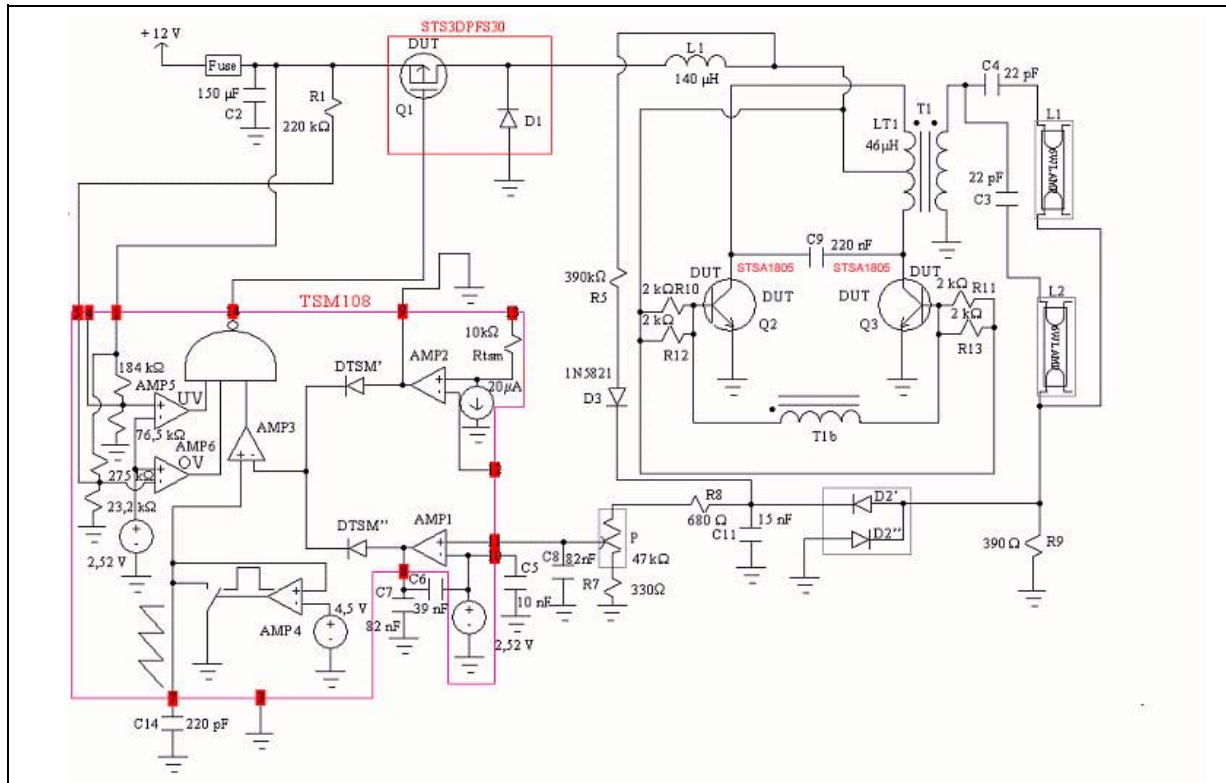 STS3DPFS30
+ 12 V
Fuse
150 µF
C2
R1
220 kΩ
DUT
Q1
D1
L1
140 µH
C4
22 pF
T1
LT1
46µH
L1
6WLAMP
22 pF
C3
C9
220 nF
STSA1805
STSA1805
390kΩ
R5
2 kΩ
R10
2 kΩ
R12
DUT
DUT
Q2
DUT
DUT
Q3
2 kΩ
R11
2 kΩ
R13
L2
6WLAMP
1N5821
D3
T1b
TSM108
184 kΩ
AMP5
UV
76,5 kΩ
AMP6
OV
275 kΩ
23,2 kΩ
2,52 V
AMP3
DTSM'
AMP2
10kΩ
Rtsm
20µA
DTSM''
AMP1
C6
C7
39 nF
82 nF
C5
10 nF
2,52 V
4,5 V
AMP4
C8
82nF
P
47 kΩ
R7
330Ω
R8
680 Ω
15 nF
C11
D2'
D2''
390 Ω
R9
C14
220 pF